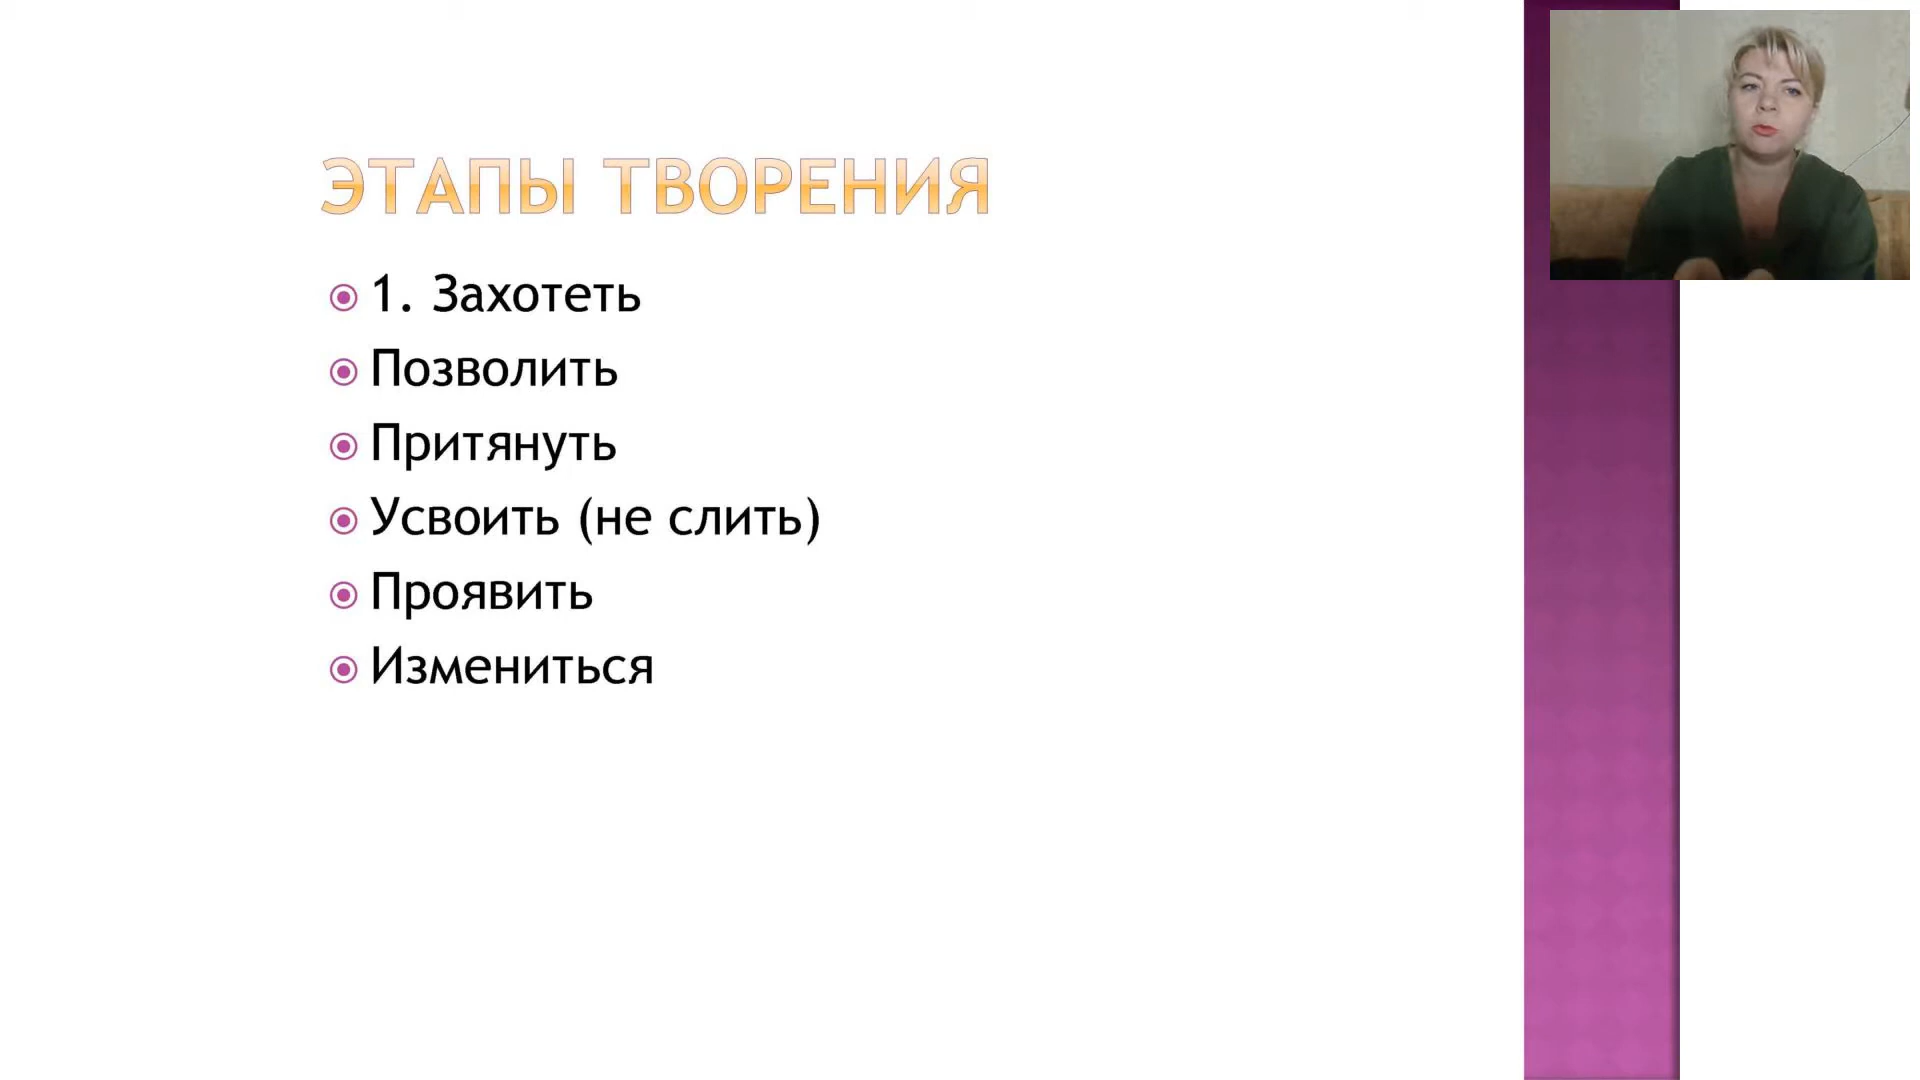 ЭТАПЫ ТВОРЕНИЯ
1. Захотеть
Позволить
Притянуть
Усвоить (не слить)
Проявить
Измениться